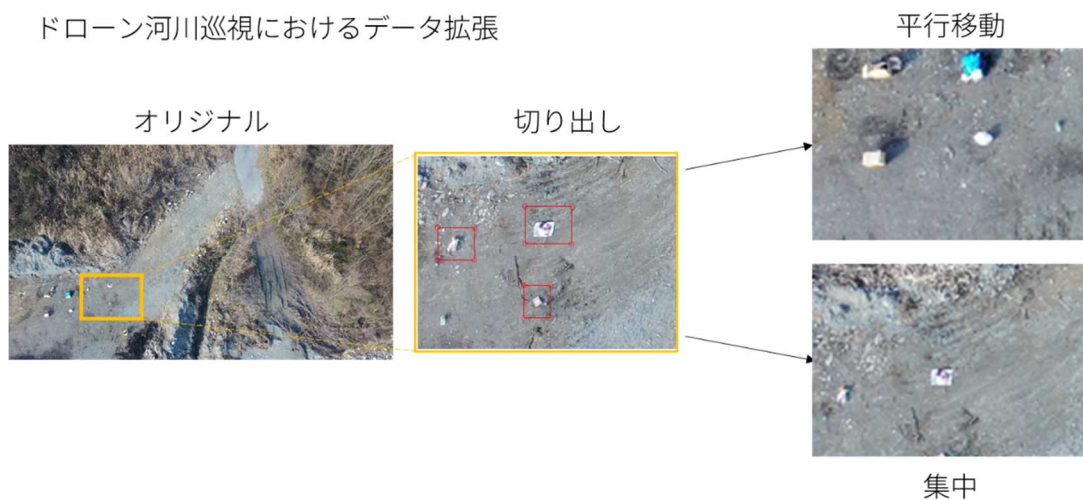 ドローン河川巡視におけるデータ拡張
オリジナル
切り出し
平行移動
集中